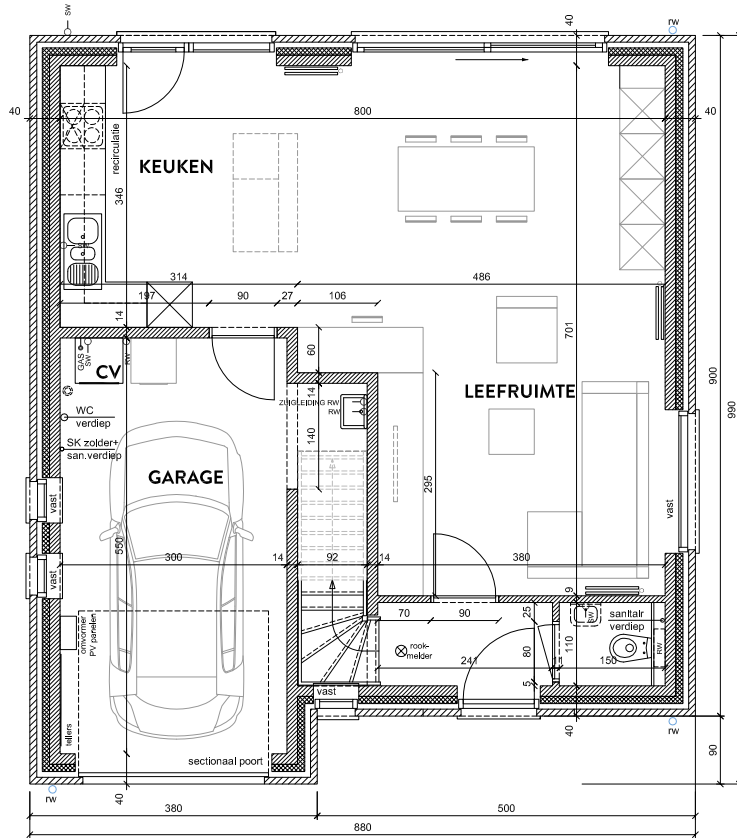 SW
40
rw
40
800
40
recirculatie
KEUKEN
346
SW
314
486
197
90
27
106
14
701
60
GAS
SW
RW
CV
LEEFRUIMTE
900
990
14
ZUIGLEIDING RW
RW
WC
verdiep
SK zolder+
san.verdiep
140
GARAGE
295
vast
vast
550
300
14
92
14
380
vast
9
omvormer
PV panelen
70
90
25
SW
sanitair
verdiep
rook-
melder
241
80
110
150
RW
5
vast
tellers
sectionaal poort
40
rw
90
rw
40
380
500
880